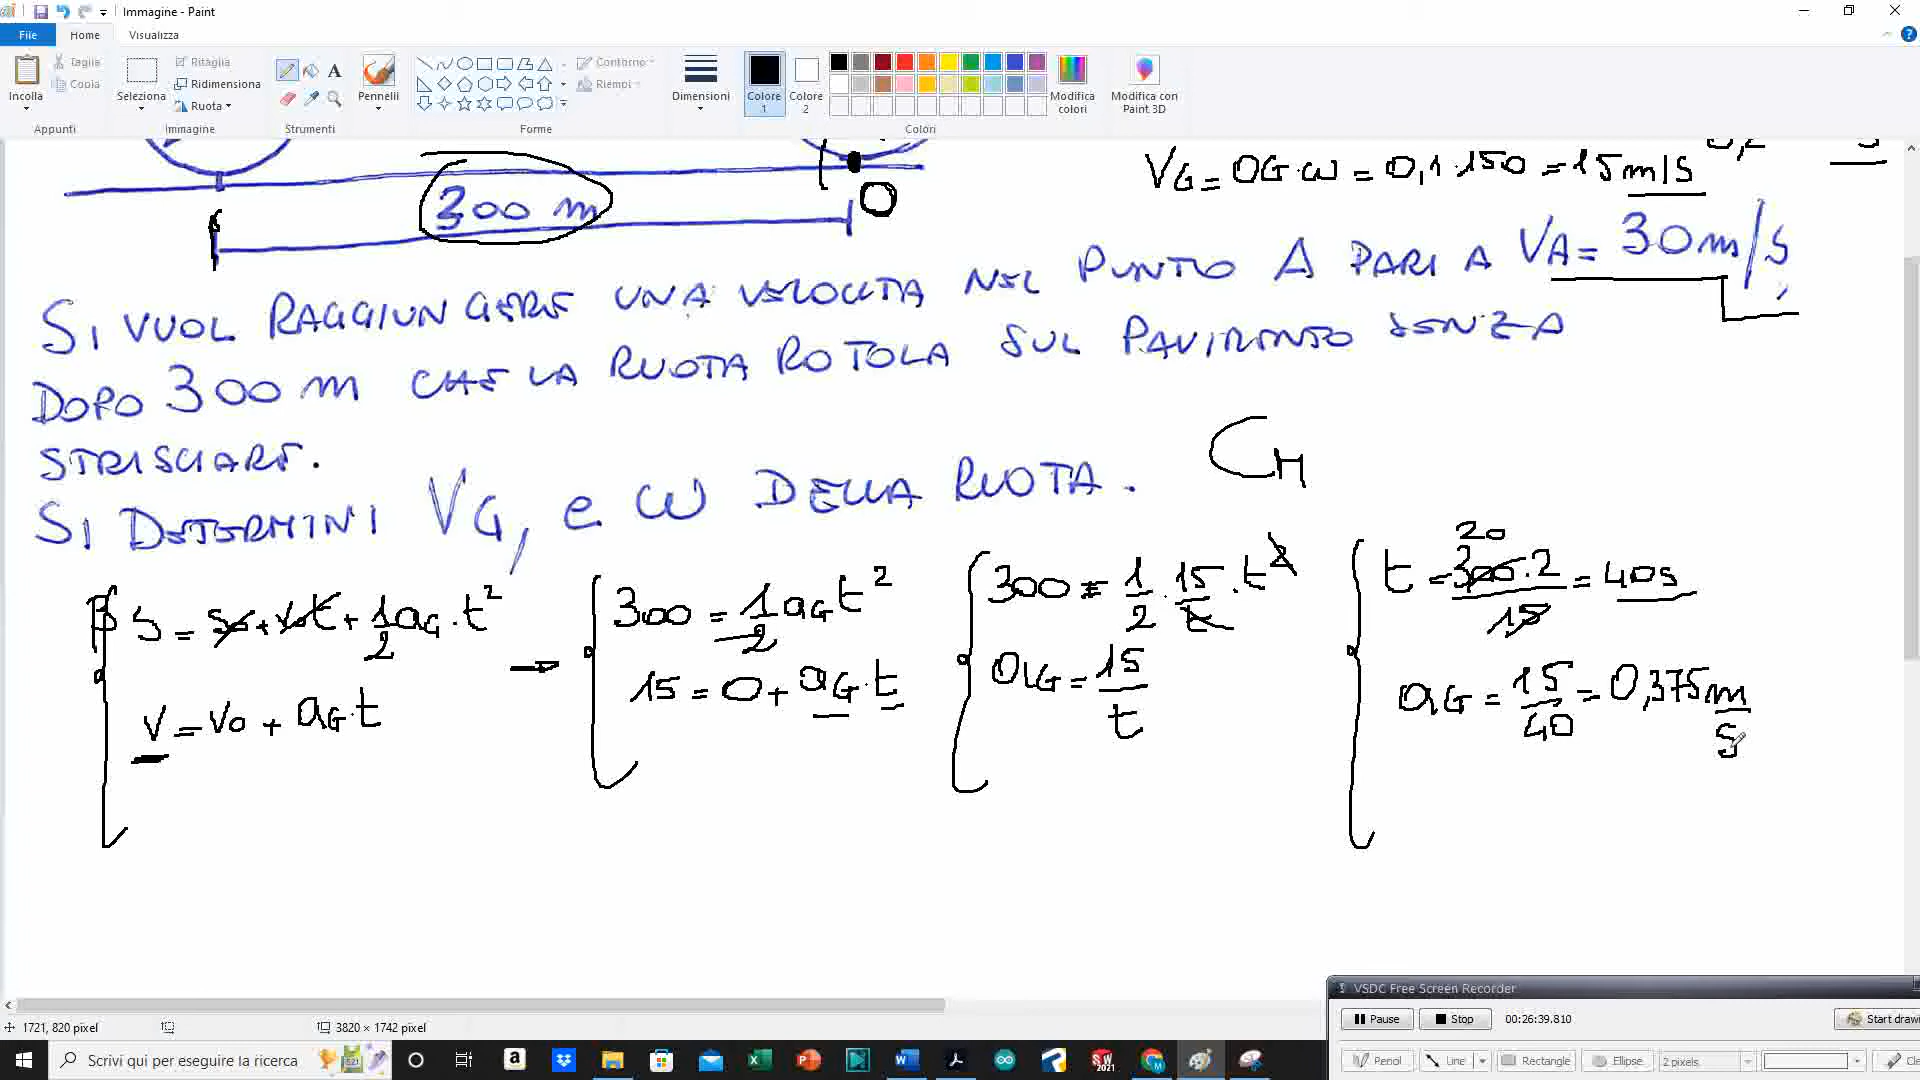 Immagine - Paint
File Home Visualizza
Incolla Taglia Copia Seleziona Ritaglia Ridimensiona Ruota Pennelli Contorno Riempi Dimensioni Colore 1 Colore 2 Modifica colori Modifica con Paint 3D
Appunti Immagine Strumenti Forme Colori
VG = OG·ω = 0,1·150 = 15 m/s
300 m
O
SI VUOL RAGGIUNGERE UNA VELOCITA NEL PUNTO A PARI A VA = 30 m/s,
DOPO 300 m CHE LA RUOTA ROTOLA SUL PAVIMENTO SENZA
STRISCIARE.
CM
SI DETERMINI VG, e ω DELLA RUOTA.
S = S0 + V0t + 1/2 aG·t²
V = V0 + aG·t
→
300 = 1/2 aG t²
15 = 0 + aG·t
300 = 1/2 · 15/t · t²
aG = 15/t
20
t = 300·2/15 = 40s
aG = 15/40 = 0,375 m/s
VSDC Free Screen Recorder
1721, 820 pixel 3820 × 1742 pixel
Pause Stop 00:26:39.810 Start drawi
Scrivi qui per eseguire la ricerca
Pencil Line Rectangle Ellipse 2 pixels Cle